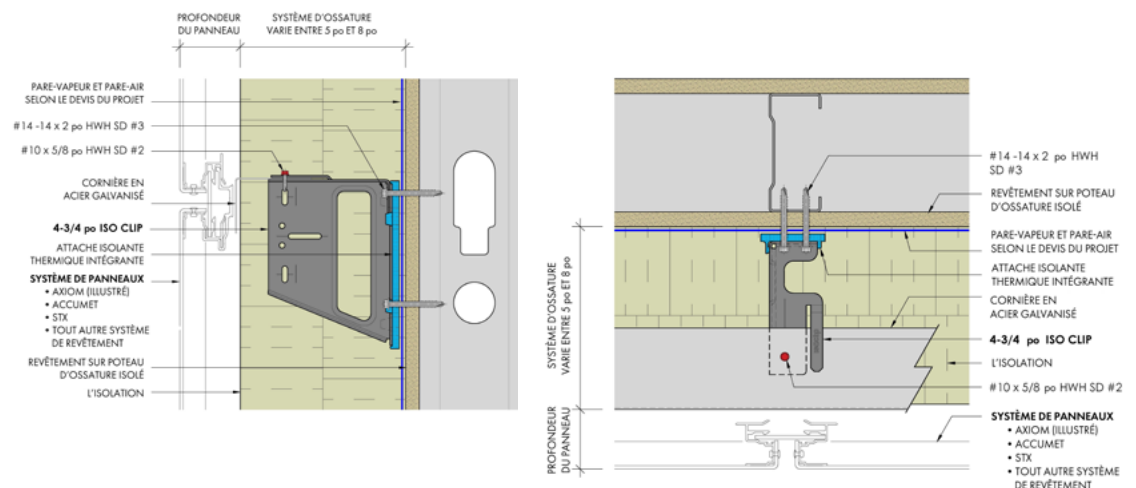 PROFONDEUR
DU PANNEAU
SYSTÈME D'OSSATURE
VARIE ENTRE 5 po ET 8 po
PARE-VAPEUR ET PARE-AIR
SELON LE DEVIS DU PROJET
#14 -14 x 2 po HWH SD #3
#10 x 5/8 po HWH SD #2
CORNIÈRE EN
ACIER GALVANISÉ
4-3/4 po ISO CLIP
ATTACHE ISOLANTE
THERMIQUE INTÉGRANTE
SYSTÈME DE PANNEAUX
• AXIOM (ILLUSTRÉ)
• ACCUMET
• STX
• TOUT AUTRE SYSTÈME
DE REVÊTEMENT
REVÊTEMENT SUR POTEAU
D'OSSATURE ISOLÉ
L'ISOLATION
SYSTÈME D'OSSATURE
VARIE ENTRE 5 po ET 8 po
PROFONDEUR
DU PANNEAU
#14 -14 x 2 po HWH
SD #3
REVÊTEMENT SUR POTEAU
D'OSSATURE ISOLÉ
PARE-VAPEUR ET PARE-AIR
SELON LE DEVIS DU PROJET
ATTACHE ISOLANTE
THERMIQUE INTÉGRANTE
CORNIÈRE EN
ACIER GALVANISÉ
4-3/4 po ISO CLIP
L'ISOLATION
#10 x 5/8 po HWH SD #2
SYSTÈME DE PANNEAUX
• AXIOM (ILLUSTRÉ)
• ACCUMET
• STX
• TOUT AUTRE SYSTÈME
DE REVÊTEMENT